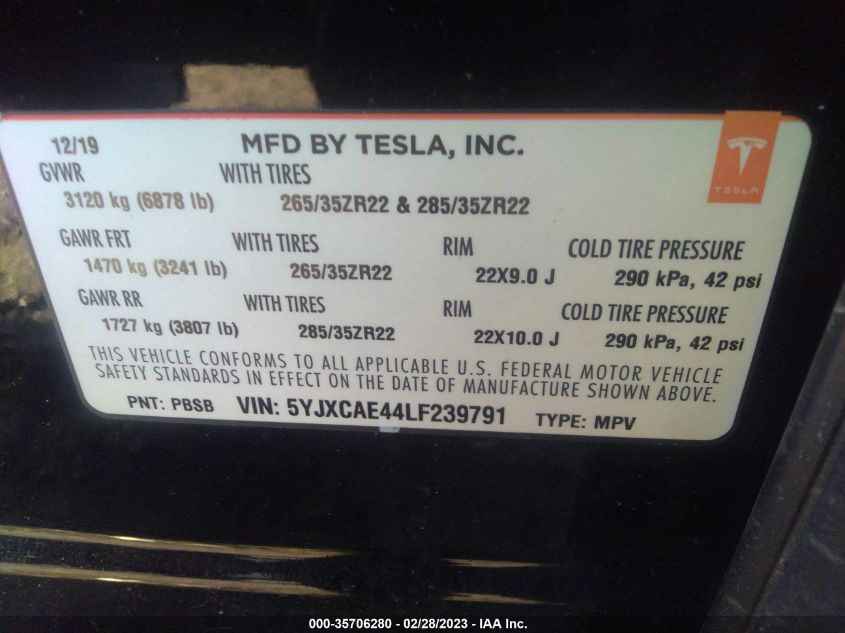 12/19 MFD BY TESLA, INC.
TESLA
GVWR WITH TIRES
3120 kg (6878 lb) 265/35ZR22 & 285/35ZR22
GAWR FRT WITH TIRES RIM COLD TIRE PRESSURE
1470 kg (3241 lb) 265/35ZR22 22X9.0 J 290 kPa, 42 psi
GAWR RR WITH TIRES RIM COLD TIRE PRESSURE
1727 kg (3807 lb) 285/35ZR22 22X10.0 J 290 kPa, 42 psi
THIS VEHICLE CONFORMS TO ALL APPLICABLE U.S. FEDERAL MOTOR VEHICLE
SAFETY STANDARDS IN EFFECT ON THE DATE OF MANUFACTURE SHOWN ABOVE.
PNT: PBSB VIN: 5YJXCAE44LF239791 TYPE: MPV
000-35706280 - 02/28/2023 - IAA Inc.